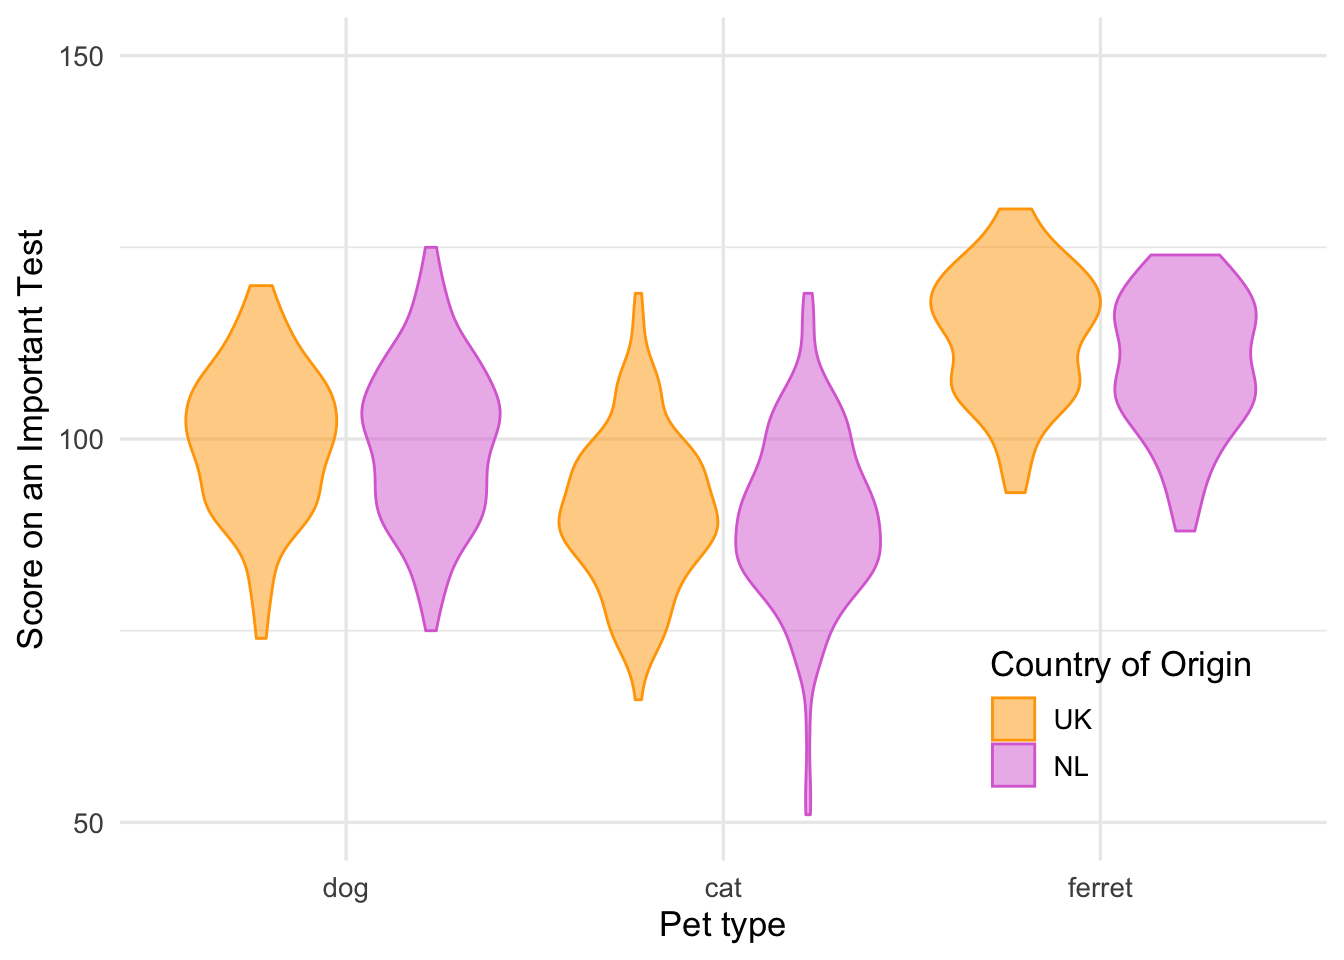 150
100
50
Score on an Important Test
dog
cat
ferret
Pet type
Country of Origin
UK
NL